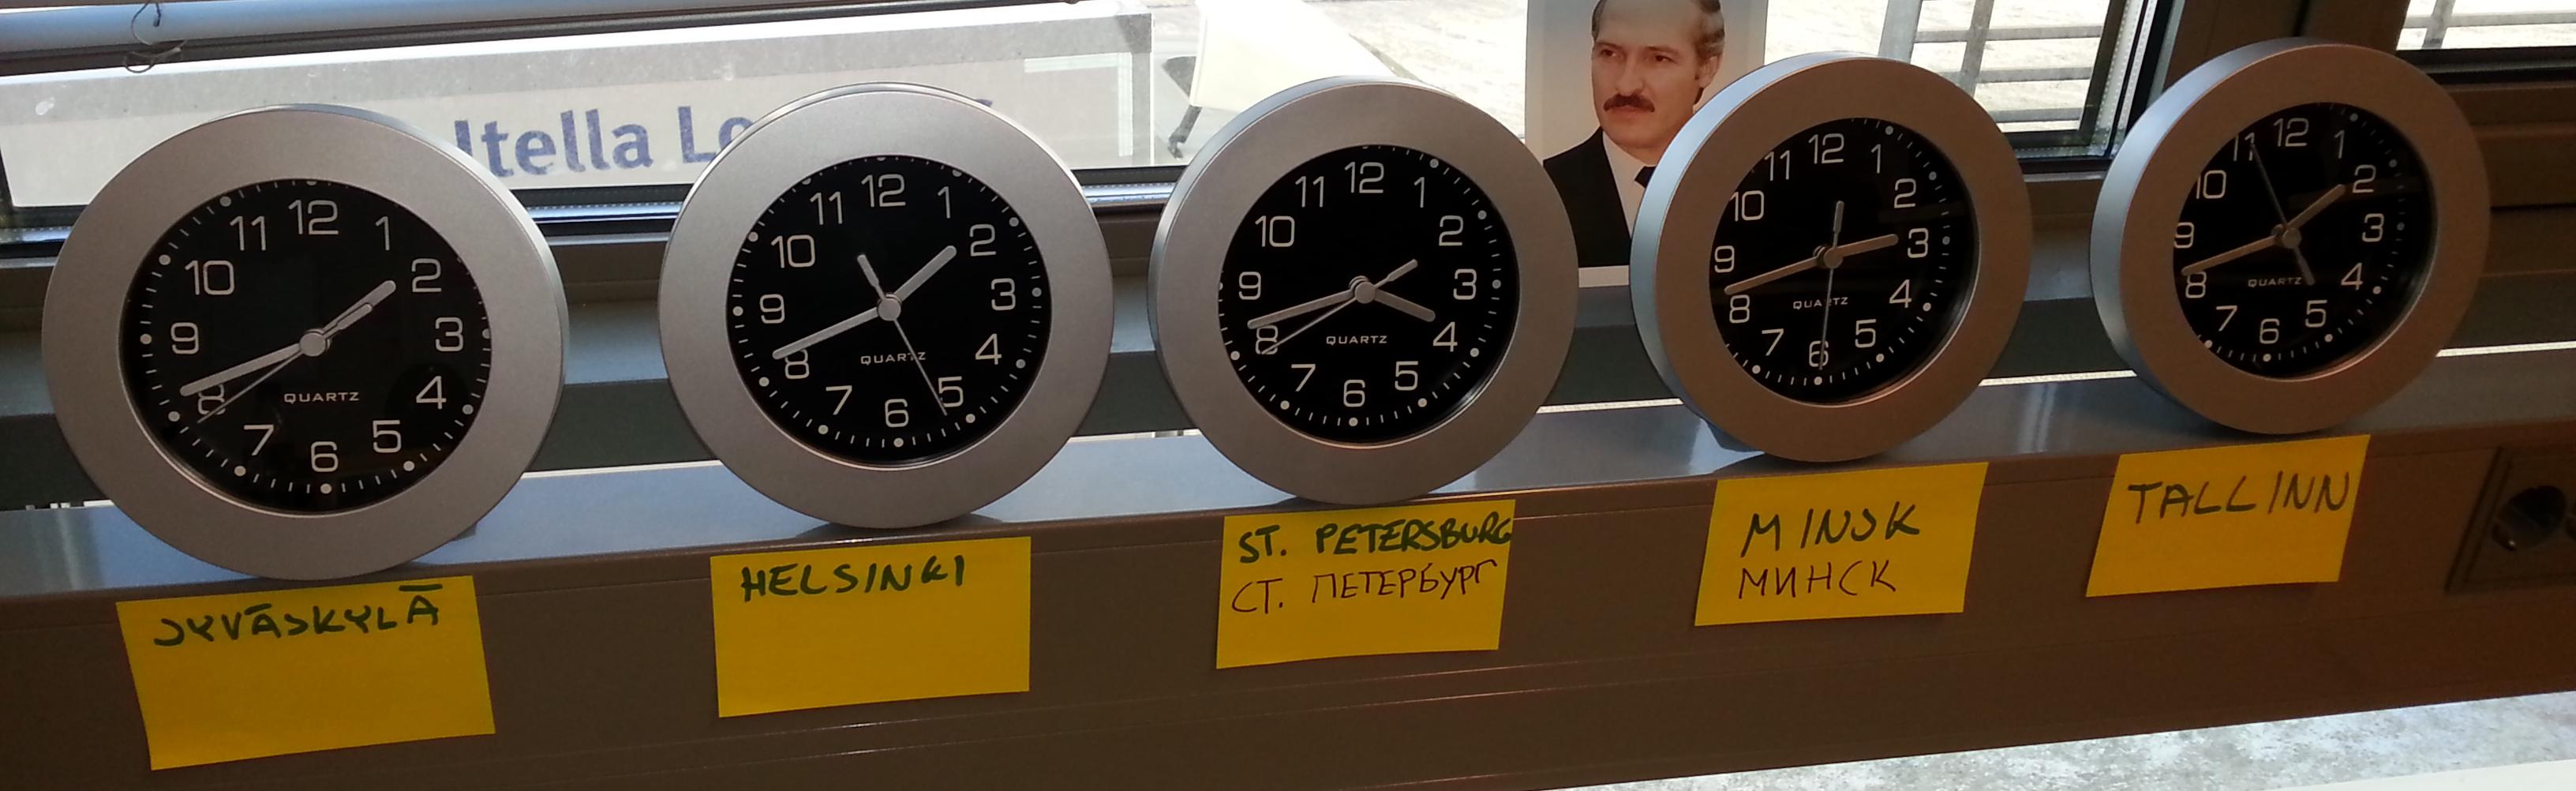 Itella Lo
12 1 2 3 4 5 6 7 8 9 10 11
QUARTZ
12 1 2 3 4 5 6 7 8 9 10 11
QUARTZ
12 1 2 3 4 5 6 7 8 9 10 11
QUARTZ
12 1 2 3 4 5 6 7 8 9 10 11
QUARTZ
12 1 2 3 4 5 6 7 8 9 10 11
QUARTZ
JYVÄSKYLÄ
HELSINKI
ST. PETERSBURG
СТ. ПЕТЕРБУРГ
MINSK
МИНСК
TALLINN